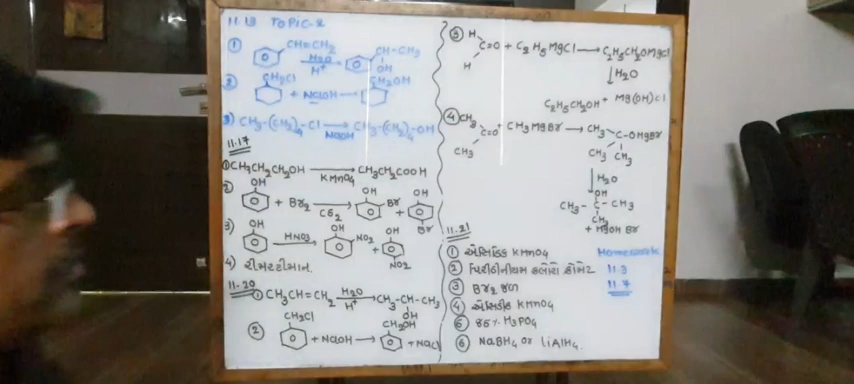 11.13 TOPIC-2
① CH=CH2 H2O H+ CH-CH3 OH
② CH2Cl + NaOH CH2OH
3) CH3-(CH2)4-Cl NaOH CH3-(CH2)4-OH
11.17
① CH3CH2CH2OH KMnO4 CH3CH2COOH
2) OH + Br2 CS2 OH Br + OH Br
3) OH HNO3 OH NO2 + OH NO2
4) રીમરટીમાન.
11.20
① CH3CH=CH2 H2O H+ CH3-CH-CH3 OH
② CH2Cl + NaOH CH2OH + NaCl
③ H H C=O + C2H5MgCl C2H5CH2OMgCl
H2O
C2H5CH2OH + Mg(OH)Cl
④ CH3 CH3 C=O + CH3MgBr CH3 CH3 CH3 C-OMgBr
H2O
OH
CH3-C-CH3
CH3
+ MgOH Br
11.21
① એસિડિક KMnO4
② પિરિડીનીયમ ક્લોરો ક્રોમેટ
③ Br2 જળ
④ એસિડીક KMnO4
⑤ 85% H3PO4
⑥ NaBH4 or LiAlH4.
Homework
11.3
11.7